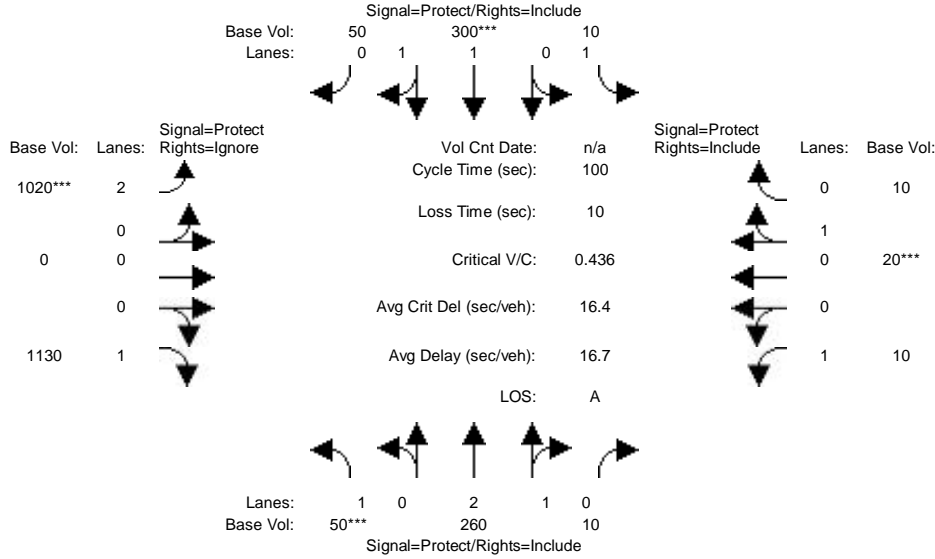 Signal=Protect/Rights=Include
Base Vol: 50 300*** 10
Lanes: 0 1 1 0 1
Signal=Protect Signal=Protect
Base Vol: Lanes: Rights=Ignore Vol Cnt Date: n/a Rights=Include Lanes: Base Vol:
Cycle Time (sec): 100
1020*** 2 0 10
Loss Time (sec): 10
0 1
0 0 Critical V/C: 0.436 0 20***
0 Avg Crit Del (sec/veh): 16.4 0
1130 1 Avg Delay (sec/veh): 16.7 1 10
LOS: A
Lanes: 1 0 2 1 0
Base Vol: 50*** 260 10
Signal=Protect/Rights=Include